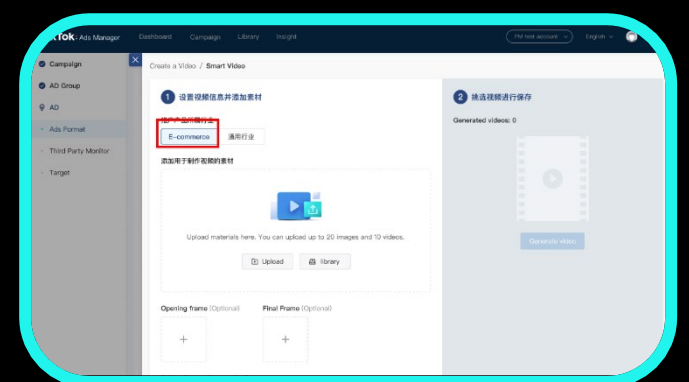 Tok: Ads Manager
Dashboard Campaign Library Insight
PM test account English
Campaign
Create a Video / Smart Video
AD Group
AD
Ads Format
Third Party Monitor
Target
1 设置视频信息并添加素材
2 挑选视频进行保存
Generated videos: 0
E-commerce 通用行业
添加用于制作视频的素材
Upload materials here. You can upload up to 20 images and 10 videos.
Upload library
Generate video
Opening frame (Optional) Final Frame (Optional)